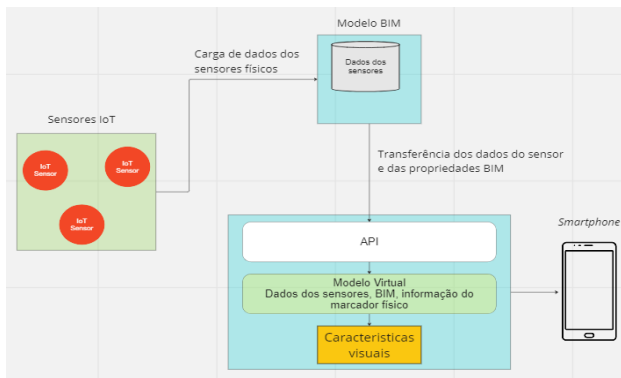 Modelo BIM
Carga de dados dos
sensores físicos
Dados dos
sensores
Sensores IoT
IoT
Sensor
IoT
Sensor
IoT
Sensor
Transferência dos dados do sensor
e das propriedades BIM
Smartphone
API
Modelo Virtual
Dados dos sensores, BIM, informação do
marcador físico
Caracteristicas
visuais